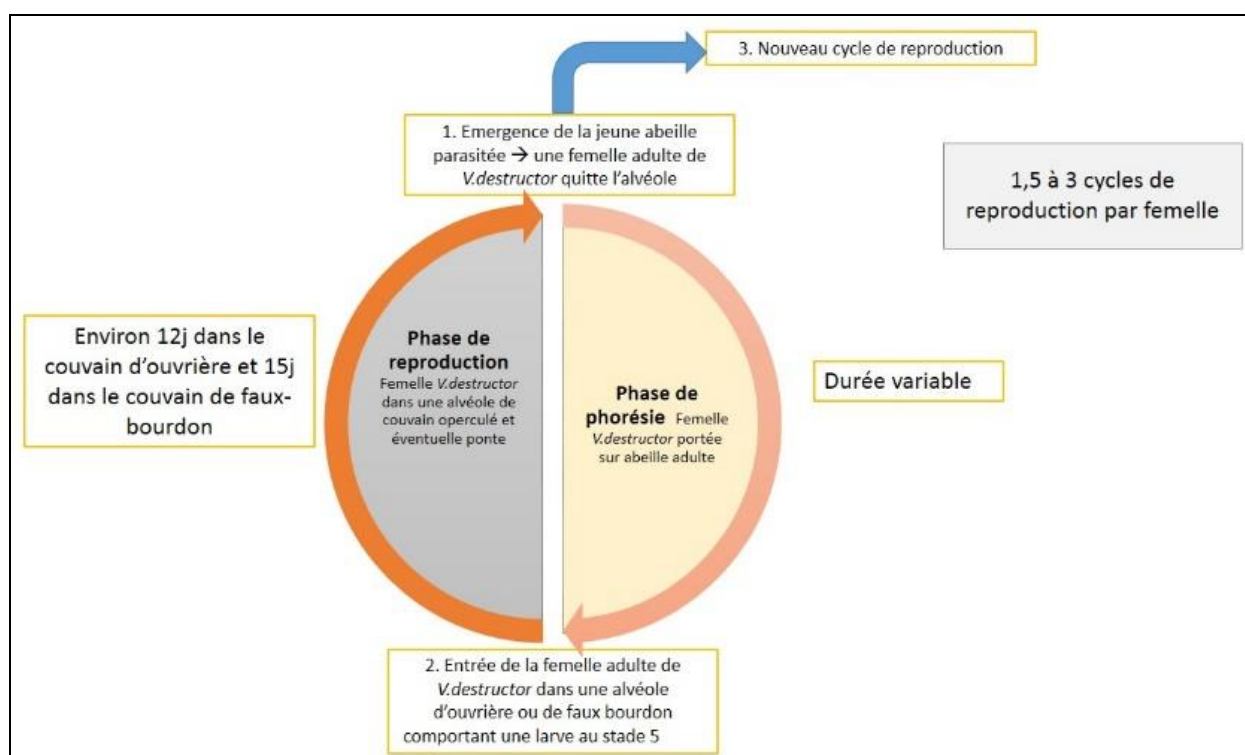 3. Nouveau cycle de reproduction
1. Emergence de la jeune abeille
parasitée → une femelle adulte de
V.destructor quitte l'alvéole
1,5 à 3 cycles de
reproduction par femelle
Environ 12j dans le
couvain d'ouvrière et 15j
dans le couvain de faux-
bourdon
Phase de
reproduction
Femelle V.destructor
dans une alvéole de
couvain operculé et
éventuelle ponte
Phase de
phorésie Femelle
V.destructor portée
sur abeille adulte
Durée variable
2. Entrée de la femelle adulte de
V.destructor dans une alvéole
d'ouvrière ou de faux bourdon
comportant une larve au stade 5